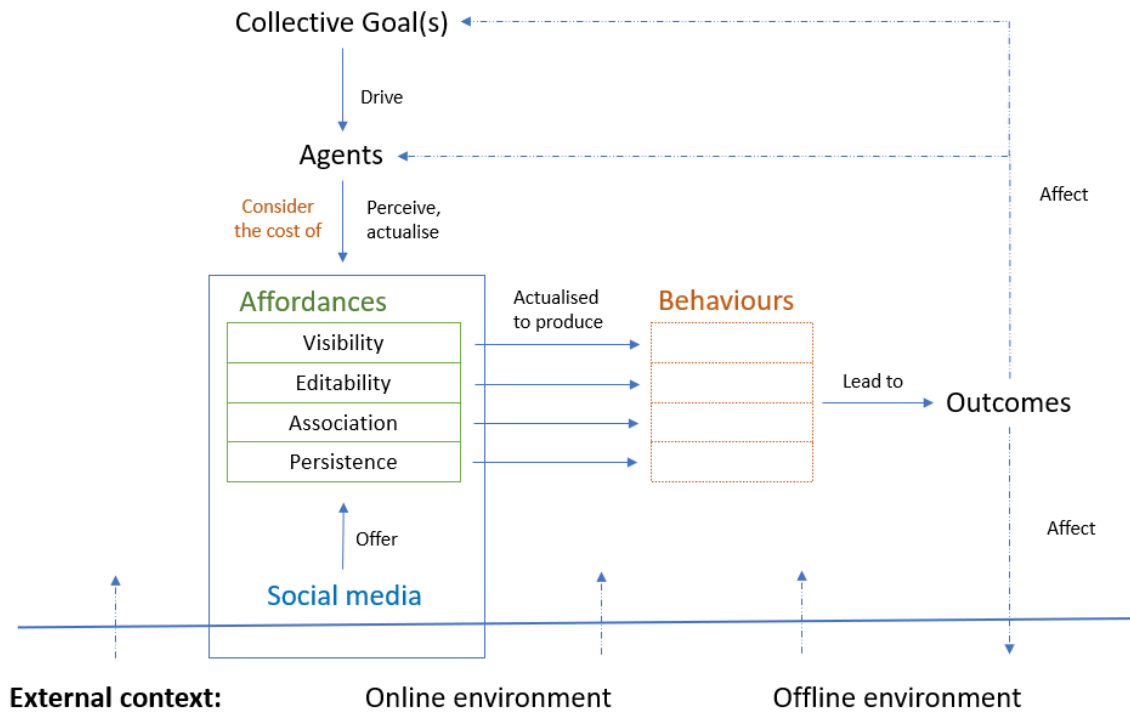 Collective Goal(s)
Drive
Agents
Consider
the cost of
Perceive,
actualise
Affect
Affordances
Visibility
Editability
Association
Persistence
Actualised
to produce
Behaviours
Lead to
Outcomes
Offer
Affect
Social media
External context:
Online environment
Offline environment